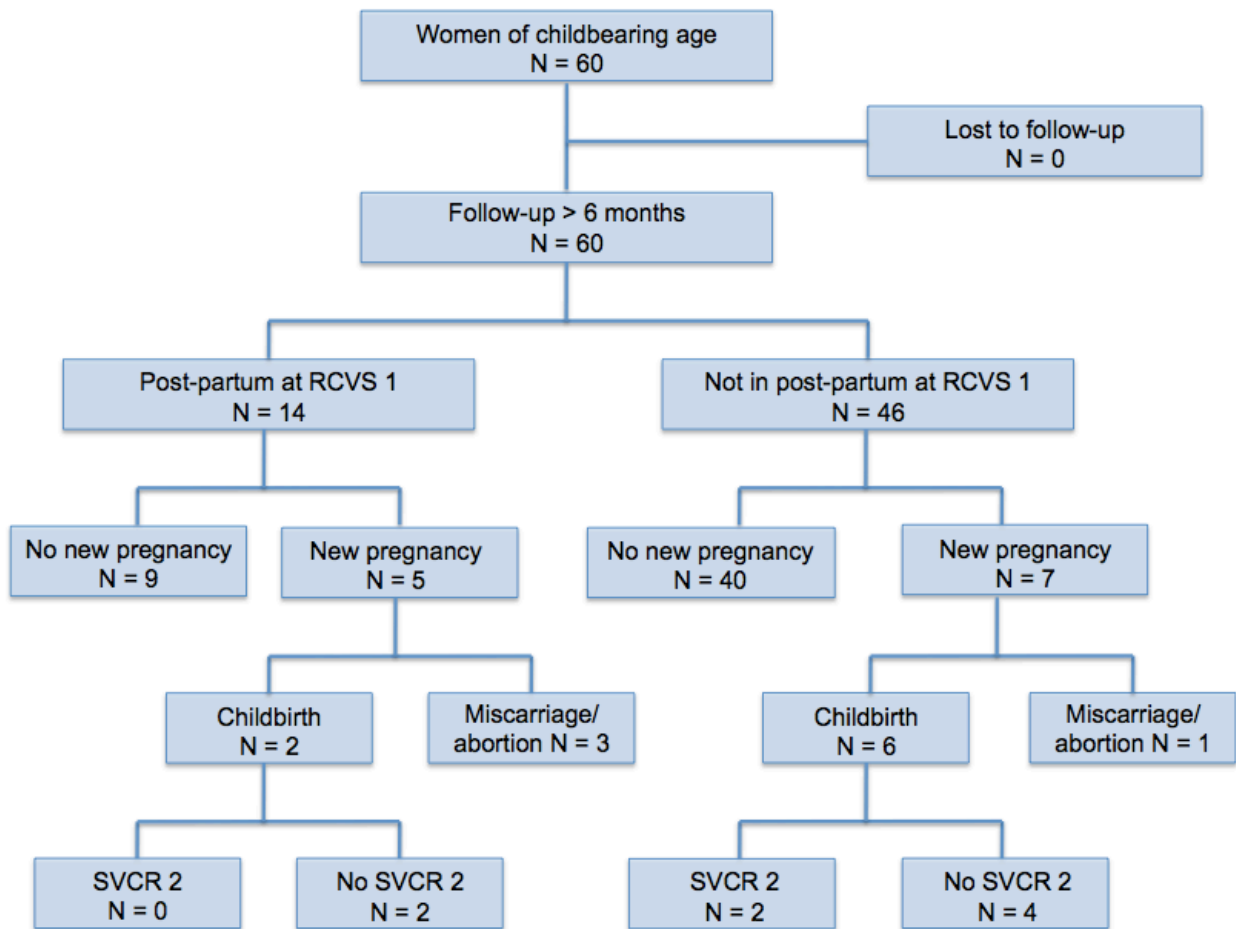 Women of childbearing age
N = 60
Lost to follow-up
N = 0
Follow-up > 6 months
N = 60
Post-partum at RCVS 1
N = 14
Not in post-partum at RCVS 1
N = 46
No new pregnancy
N = 9
New pregnancy
N = 5
No new pregnancy
N = 40
New pregnancy
N = 7
Childbirth
N = 2
Miscarriage/
abortion N = 3
Childbirth
N = 6
Miscarriage/
abortion N = 1
SVCR 2
N = 0
No SVCR 2
N = 2
SVCR 2
N = 2
No SVCR 2
N = 4